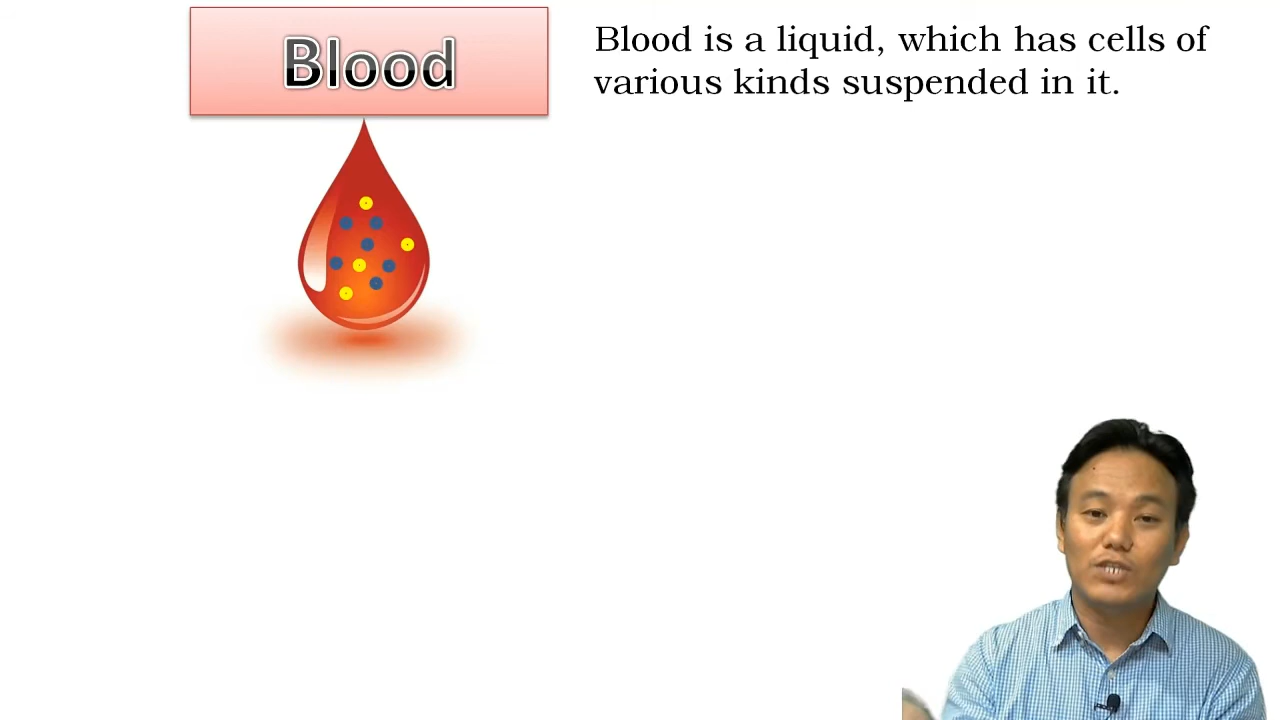 Blood
Blood is a liquid, which has cells of
various kinds suspended in it.